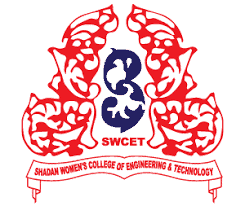 SWCET
SHADAN WOMEN'S COLLEGE OF ENGINEERING & TECHNOLOGY